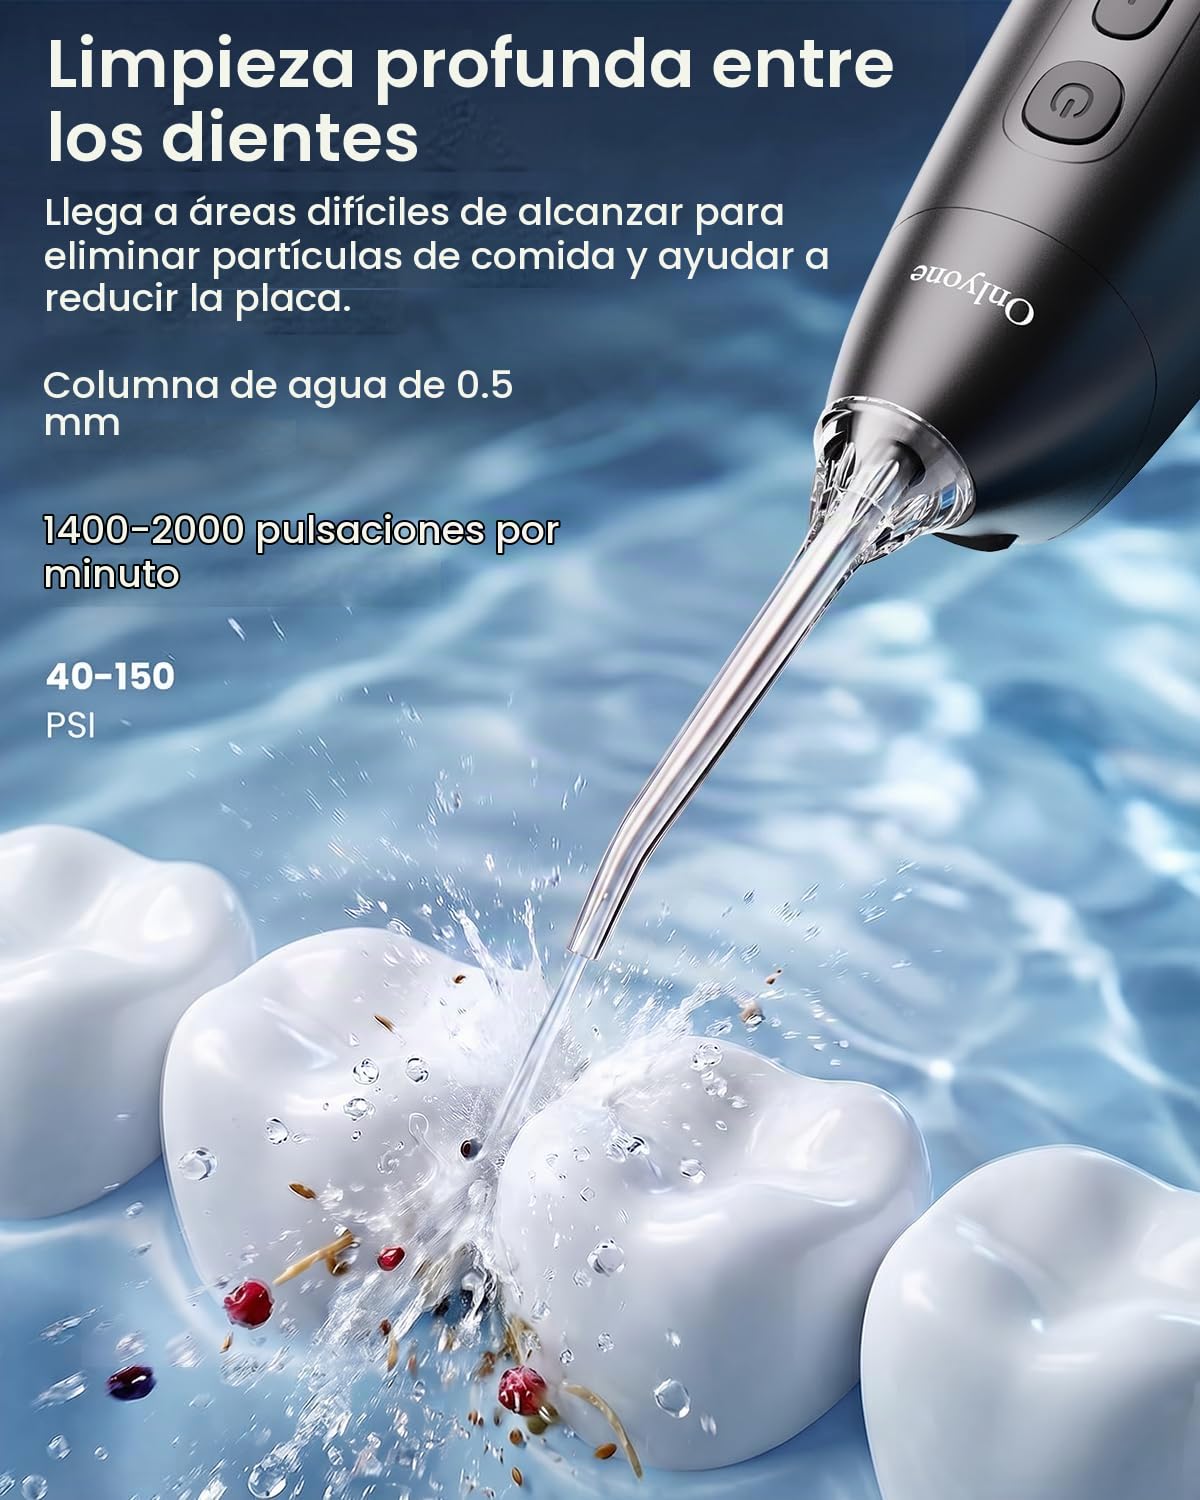 Limpieza profunda entre
los dientes
Llega a áreas difíciles de alcanzar para
eliminar partículas de comida y ayudar a
reducir la placa.
Columna de agua de 0.5
mm
1400-2000 pulsaciones por
minuto
40-150
PSI
Onlyone